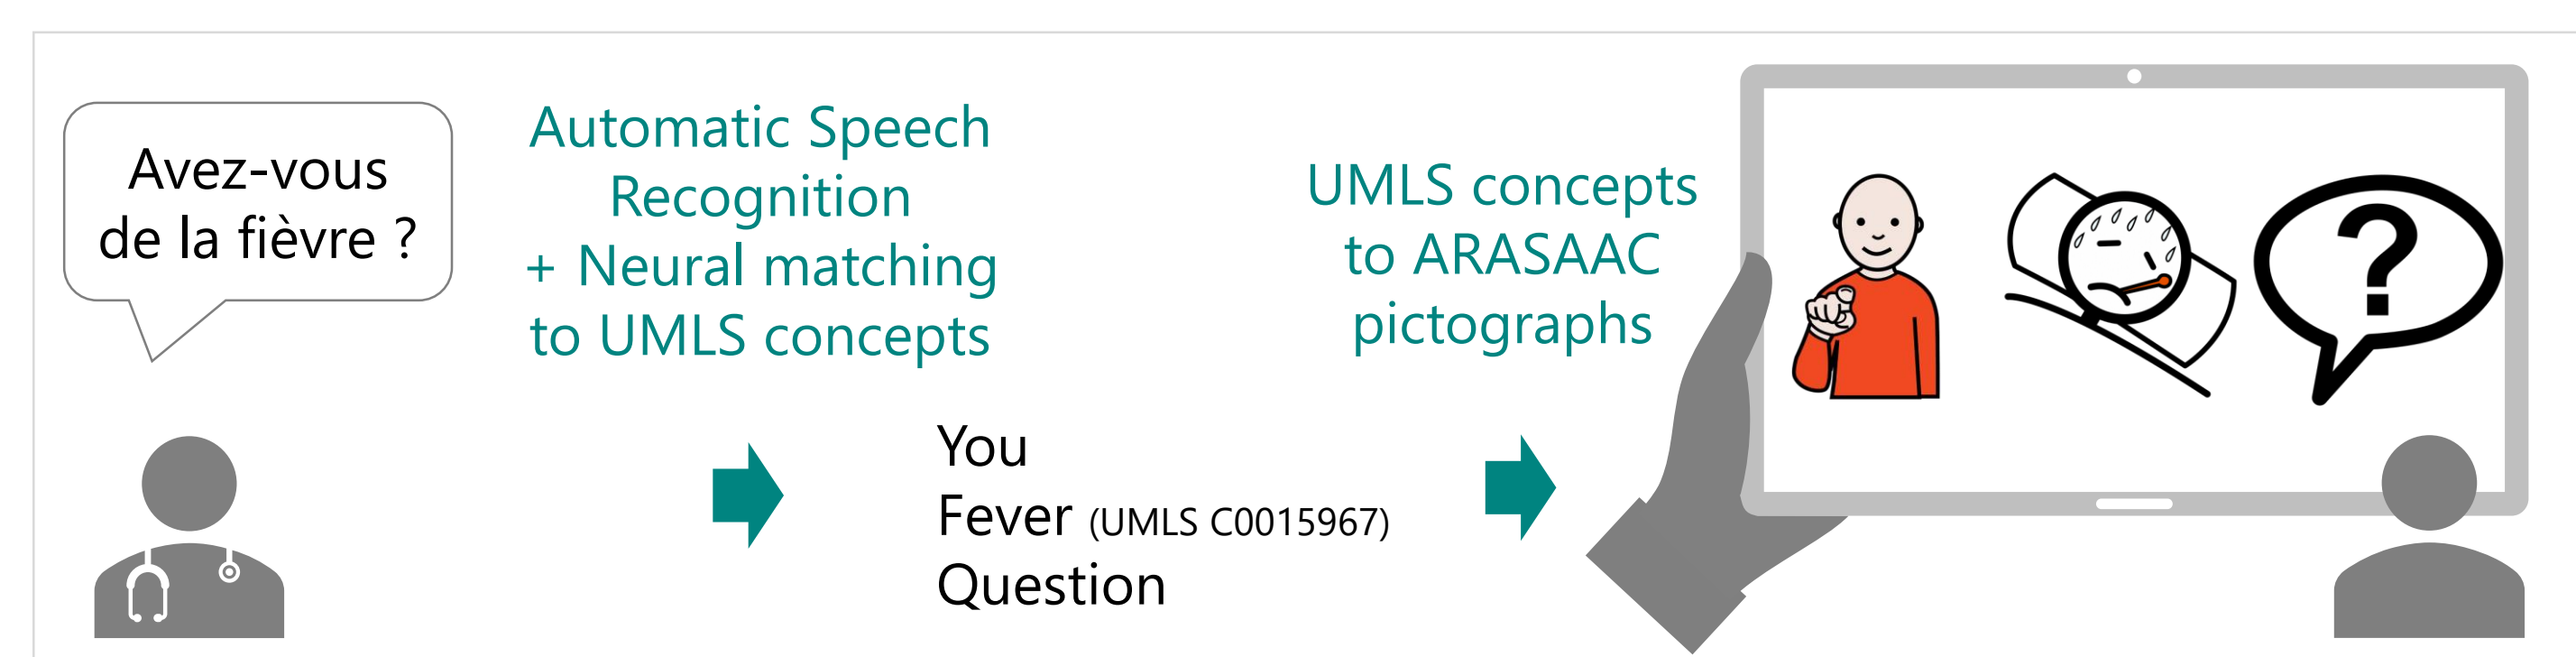 Avez-vous
de la fièvre ?
Automatic Speech
Recognition
+ Neural matching
to UMLS concepts
You
Fever (UMLS C0015967)
Question
UMLS concepts
to ARASAAC
pictographs
?